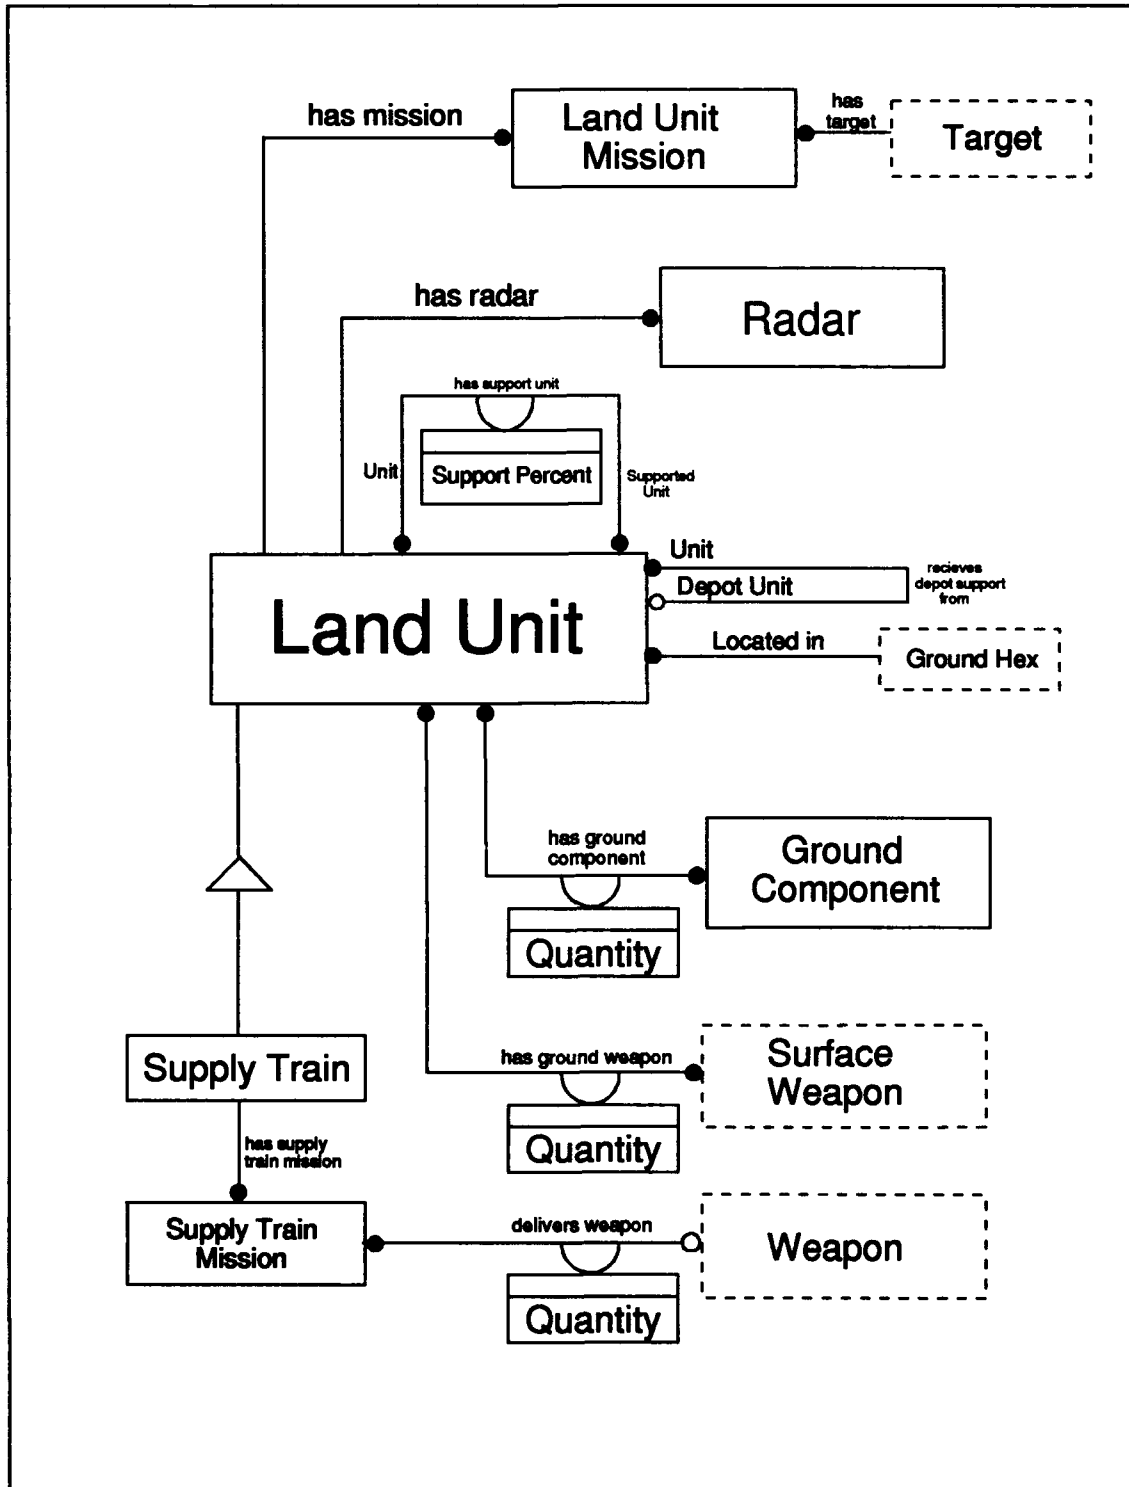 has mission
Land Unit
Mission
has
target
Target
has radar
Radar
has support unit
Unit
Support Percent
Supported
Unit
Land Unit
Unit
Depot Unit
recieves
depot support
from
Located in
Ground Hex
has ground
component
Ground
Component
Quantity
Supply Train
has ground weapon
Surface
Weapon
Quantity
has supply
train mission
Supply Train
Mission
delivers weapon
Weapon
Quantity